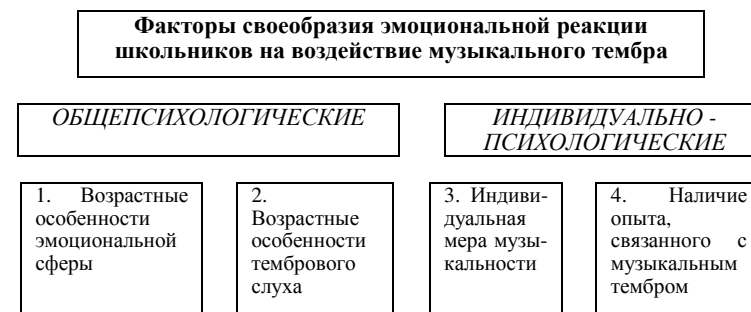 Факторы своеобразия эмоциональной реакции
школьников на воздействие музыкального тембра
ОБЩЕПСИХОЛОГИЧЕСКИЕ
ИНДИВИДУАЛЬНО -
ПСИХОЛОГИЧЕСКИЕ
1. Возрастные
особенности
эмоциональной
сферы
2.
Возрастные
особенности
тембрового
слуха
3. Индиви-
дуальная
мера музы-
кальности
4. Наличие
опыта,
связанного с
музыкальным
тембром